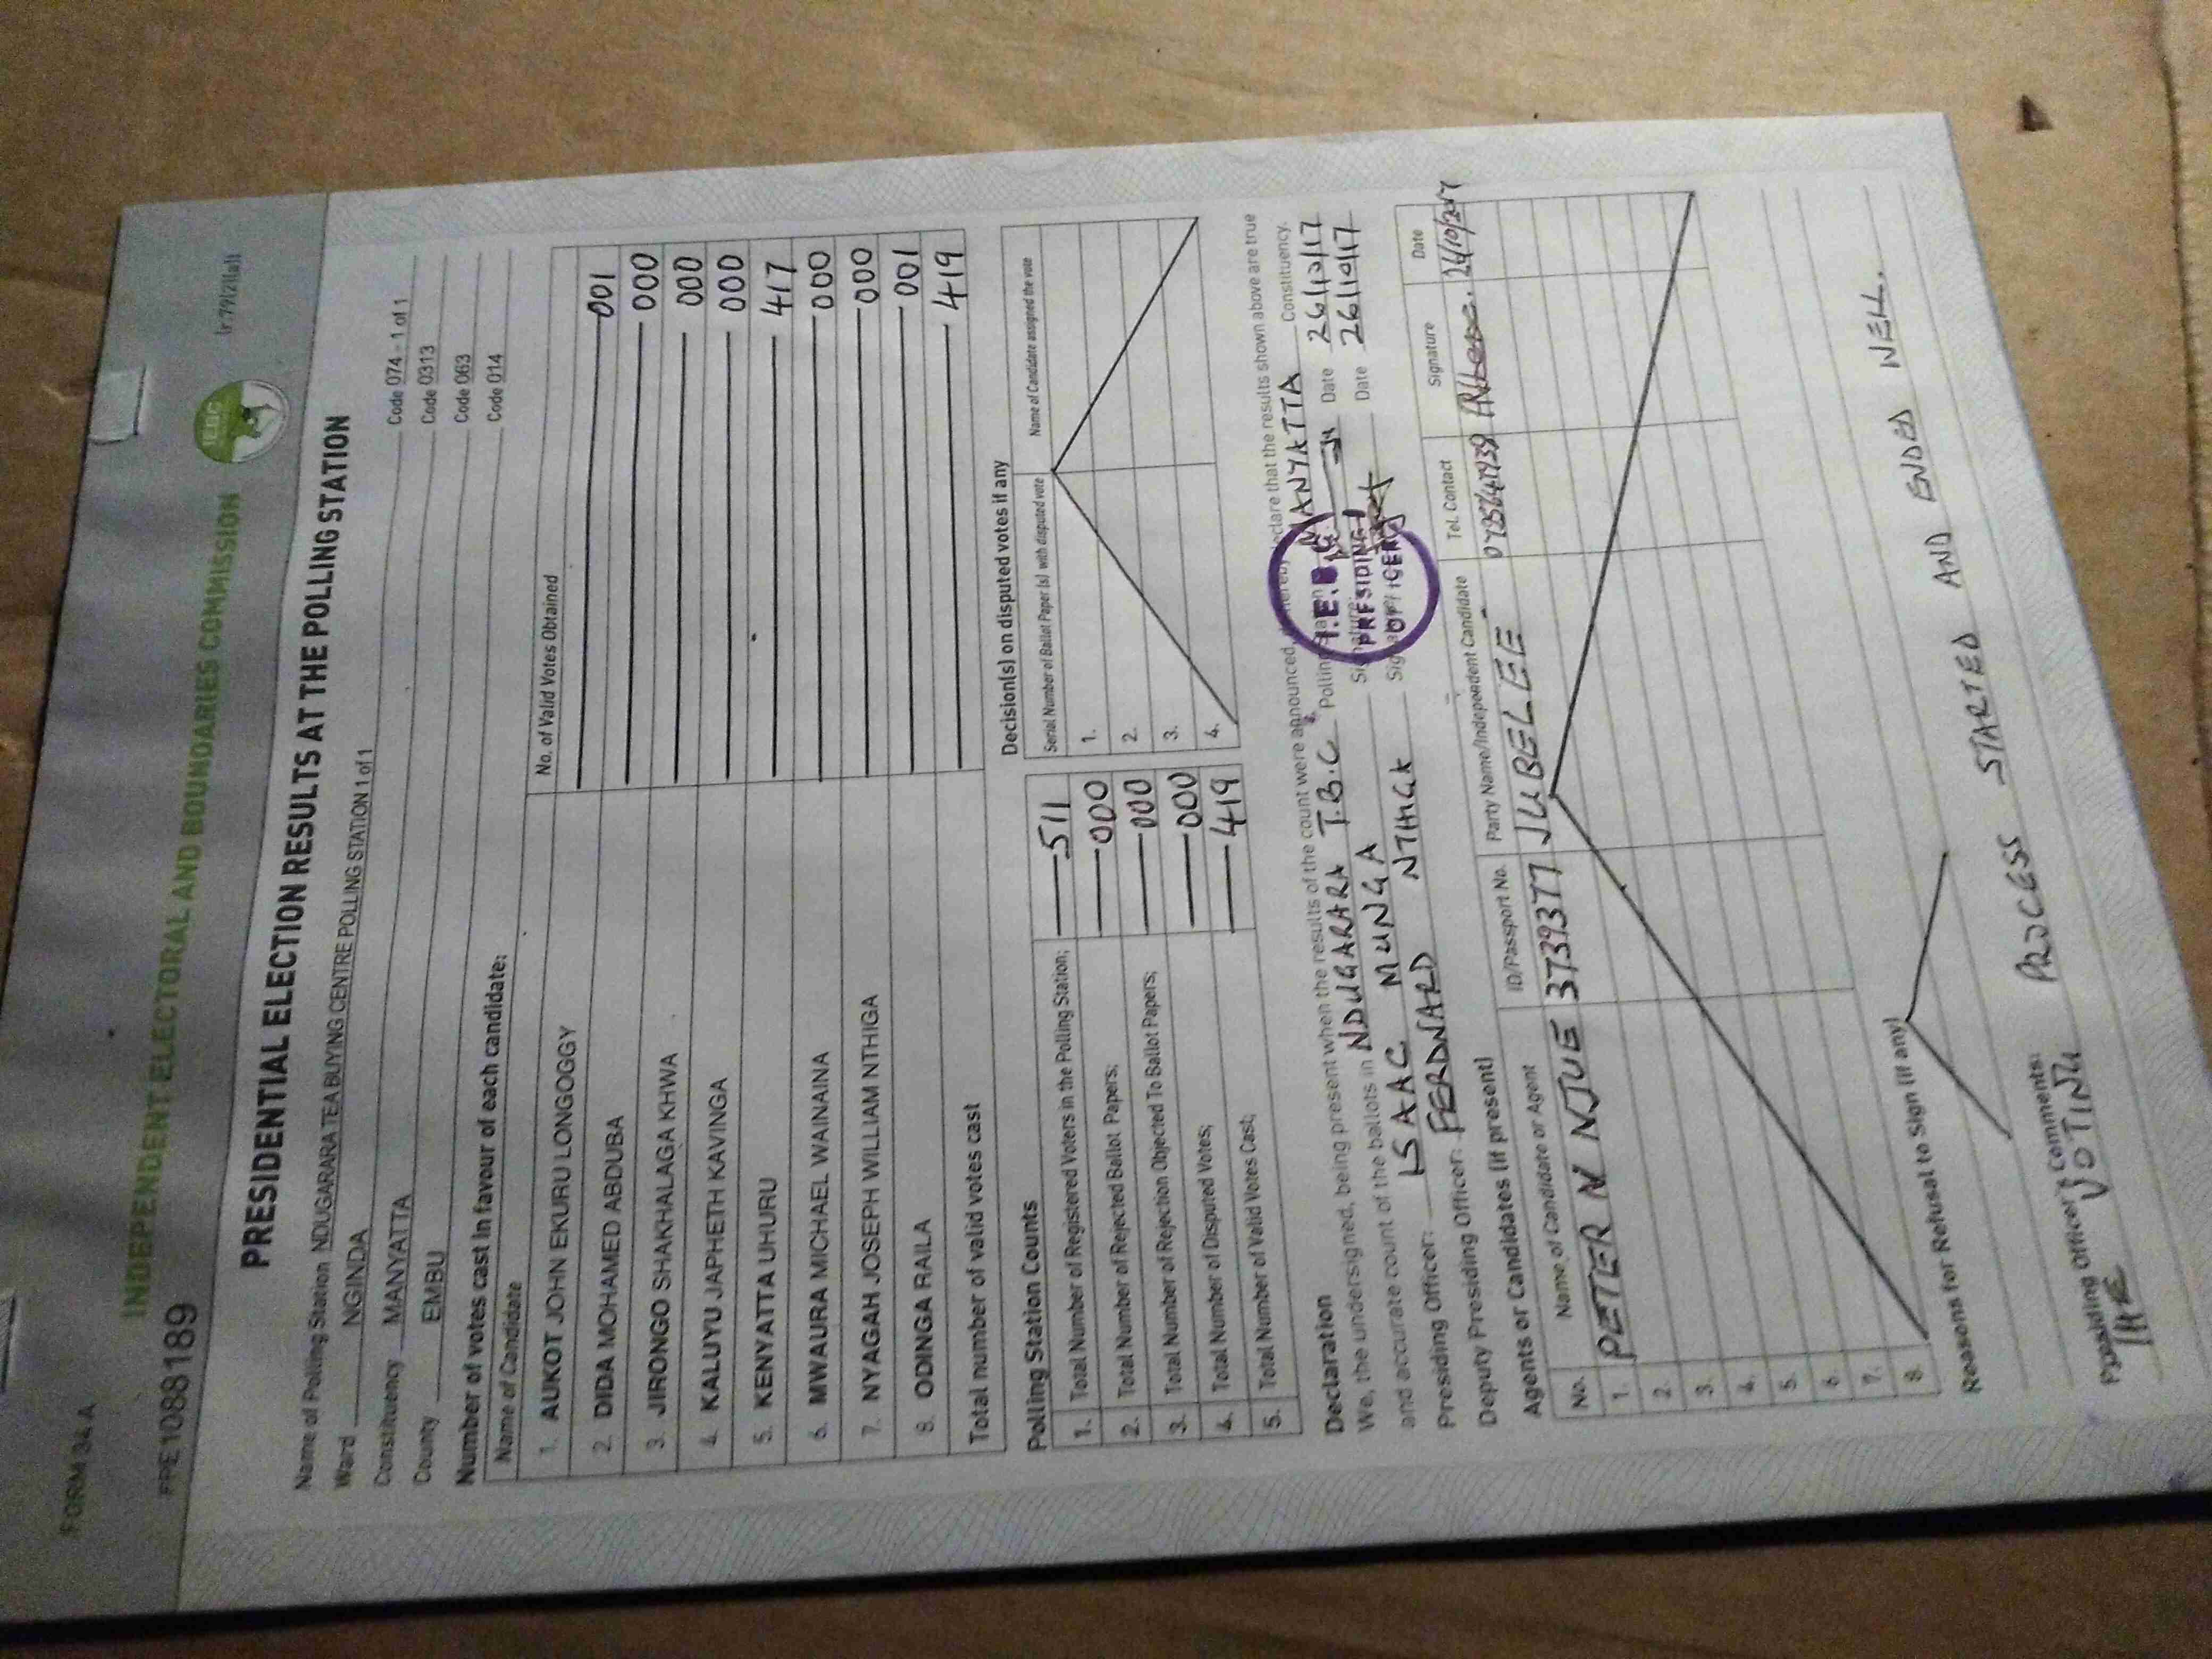 FORM 34 A
[r.79(2)(a)]
INDEPENDENT ELECTORAL AND BOUNDARIES COMMISSION
IEBC
PPE1088189
PRESIDENTIAL ELECTION RESULTS AT THE POLLING STATION
Name of Polling Station NDUGARARA TEA BUYING CENTRE POLLING STATION 1 of 1 Code 074 - 1 of 1
Ward NGINDA Code 0313
Constituency MANYATTA Code 063
County EMBU Code 014
Number of votes cast in favour of each candidate:
Name of Candidate No. of Valid Votes Obtained
1. AUKOT JOHN EKURU LONGOGGY 001
2. DIDA MOHAMED ABDUBA 000
3. JIRONGO SHAKHALAGA KHWA 000
4. KALUYU JAPHETH KAVINGA 000
5. KENYATTA UHURU 417
6. MWAURA MICHAEL WAINAINA 000
7. NYAGAH JOSEPH WILLIAM NTHIGA 000
8. ODINGA RAILA 001
Total number of valid votes cast 419
Polling Station Counts
1. Total Number of Registered Voters in the Polling Station; 511
2. Total Number of Rejected Ballot Papers; 000
3. Total Number of Rejection Objected To Ballot Papers; 000
4. Total Number of Disputed Votes; 000
5. Total Number of Valid Votes Cast; 419
Decision(s) on disputed votes if any
Serial Number of Ballot Paper (s) with disputed vote Name of Candidate assigned the vote
1.
2.
3.
4.
Declaration
We, the undersigned, being present when the results of the count were announced, hereby declare that the results shown above are true
and accurate count of the ballots in NDUGARARA T.B.C Polling Station MANYATTA Constituency.
Presiding Officer: ISAAC MUNGA Signature Date 26/10/17
Deputy Presiding Officer: FERDNARD NTHIGA Date 26/10/17
I.E.B.C
PRESIDING
OFFICER
Agents or Candidates (if present)
No. Name of Candidate or Agent ID/Passport No. Party Name/Independent Candidate Tel. Contact Signature Date
1. PETER N NJUE 3739377 JUBELEE 26/10/2017
2.
3.
4.
5.
6.
7.
8.
Reasons for Refusal to Sign (if any)
Presiding Officer's Comments:
THE VOTING PROCESS STARTED AND ENDED WELL.